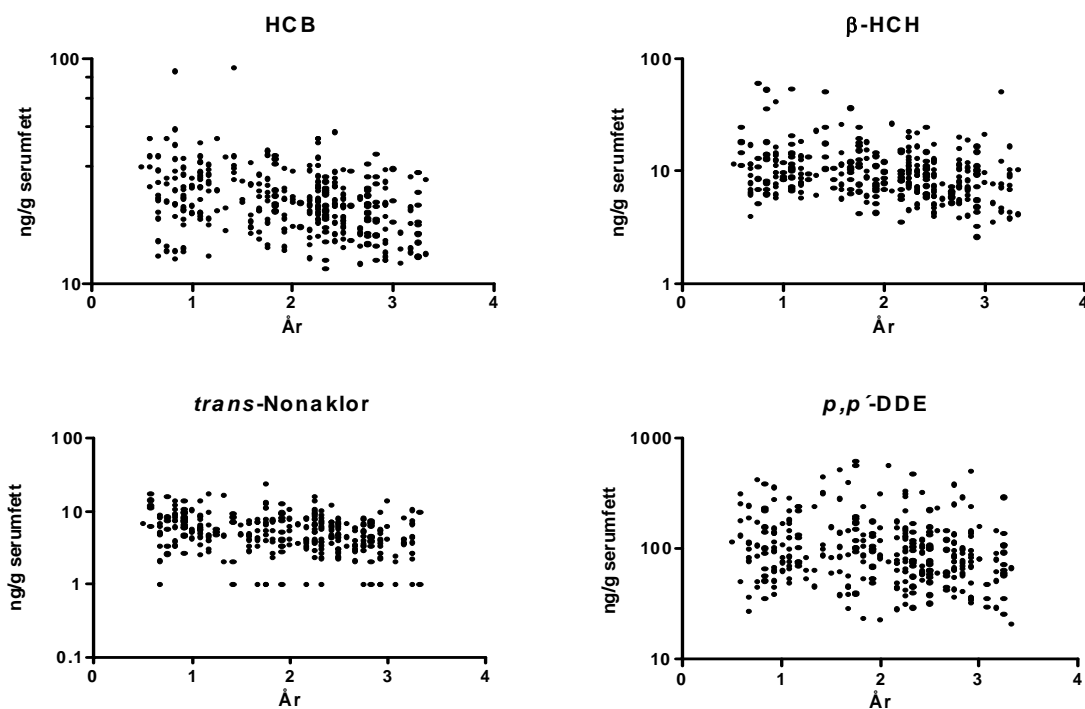 HCB
100
10
ng/g serumfett
0 1 2 3 4
År
β-HCH
100
10
1
ng/g serumfett
0 1 2 3 4
År
trans-Nonaklor
100
10
1
0.1
ng/g serumfett
0 1 2 3 4
År
p,p´-DDE
1000
100
10
ng/g serumfett
0 1 2 3 4
År